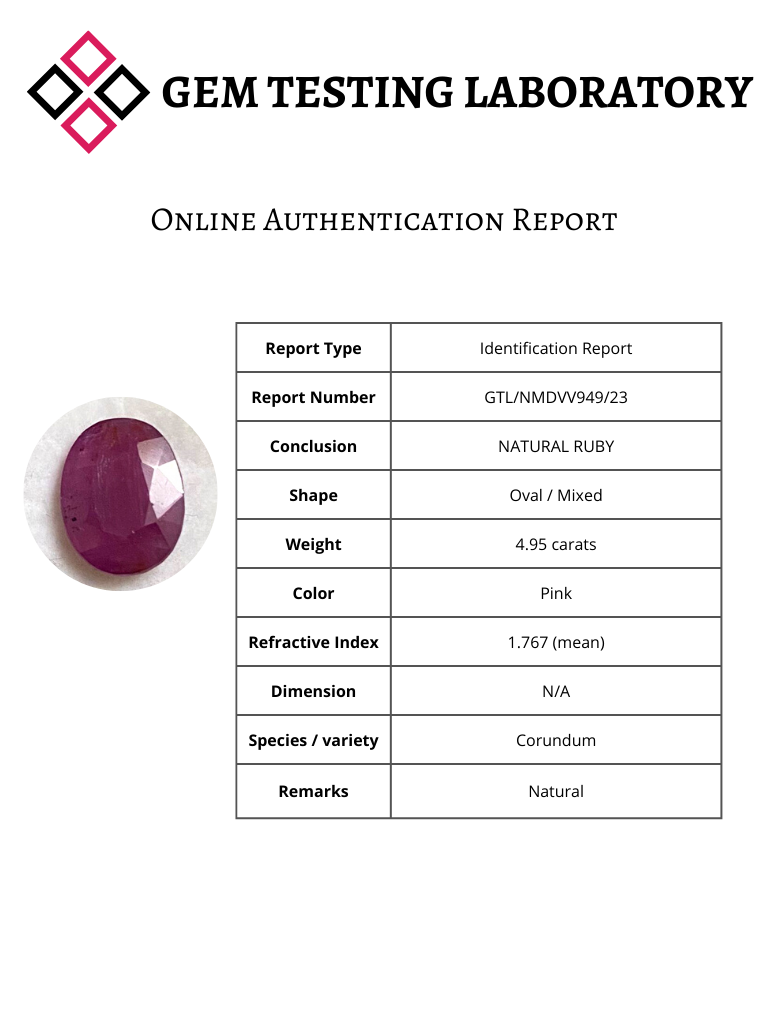 GEM TESTING LABORATORY
Online Authentication Report
Report Type Identification Report
Report Number GTL/NMDVV949/23
Conclusion NATURAL RUBY
Shape Oval / Mixed
Weight 4.95 carats
Color Pink
Refractive Index 1.767 (mean)
Dimension N/A
Species / variety Corundum
Remarks Natural